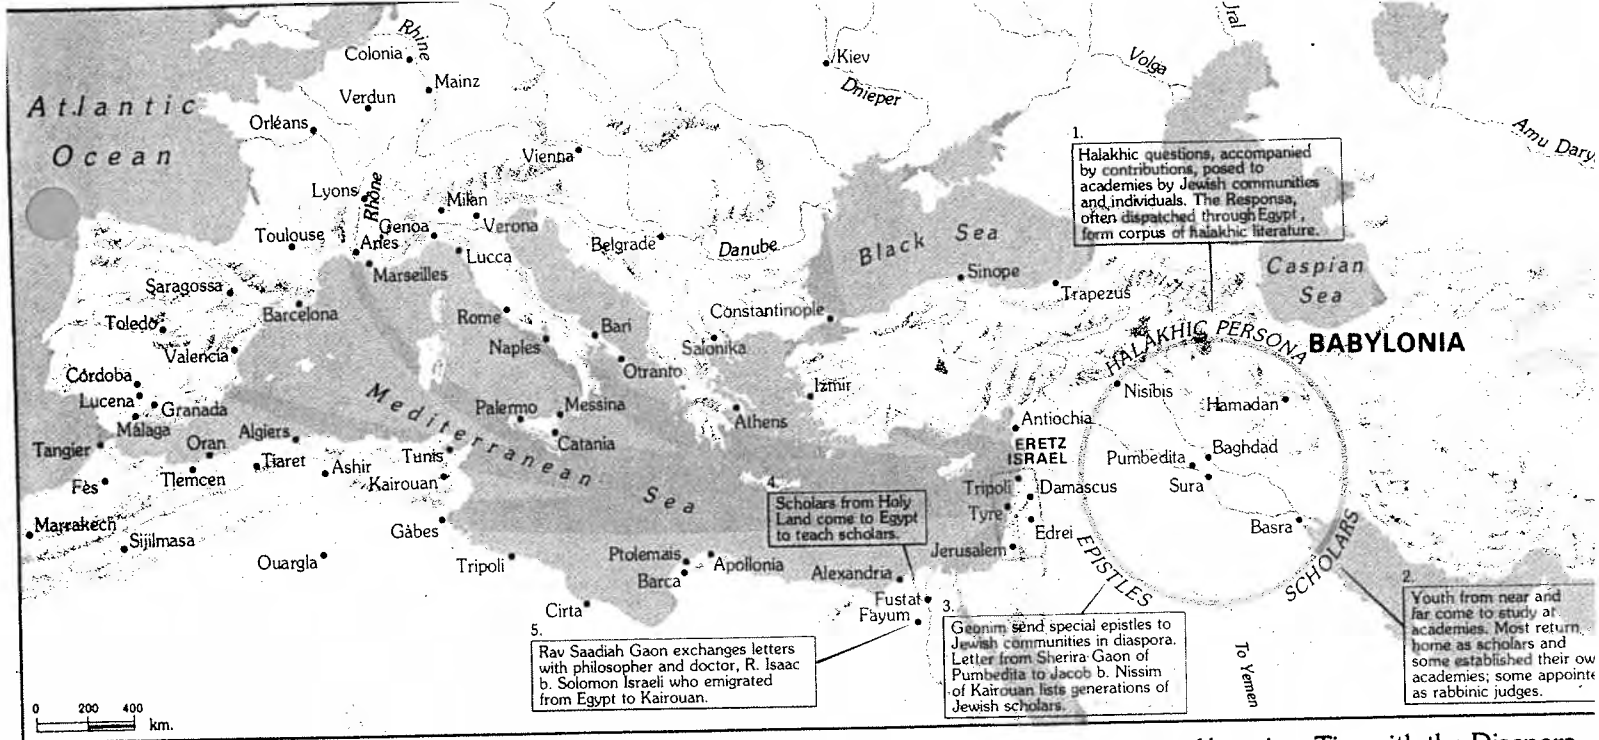 Rhine
Colonia
Mainz
Verdun
Orléans
Atlantic
Ocean
Kiev
Dnieper
Volga
Ural
Amu Dary
Vienna
Lyons
Rhône
Milan
Verona
Genoa
Toulouse
Arles
Marseilles
Lucca
Belgrade
Danube
Black Sea
Sinope
Trapezus
Caspian
Sea
1.
Halakhic questions, accompanied
by contributions, posed to
academies by Jewish communities
and individuals. The Responsa,
often dispatched through Egypt,
form corpus of halakhic literature.
Saragossa
Barcelona
Toledo
Valencia
Rome
Naples
Bari
Otranto
Salonika
Constantinople
Izmir
Athens
Córdoba
Lucena
Granada
Málaga
Mediterranean Sea
Palermo
Messina
Catania
Tangier
Oran
Algiers
Tunis
Fès
Tlemcen
Tiaret
Ashir
Kairouan
Marrakech
Sijilmasa
Ouargla
Gàbes
Tripoli
Cirta
Ptolemais
Barca
Apollonia
Alexandria
Fustat
Fayum
HALAKHIC PERSONA
BABYLONIA
Nisibis
Hamadan
Antiochia
ERETZ
ISRAEL
Pumbedita
Baghdad
Sura
Basra
Tripoli
Damascus
Tyre
Edrei
Jerusalem
EPISTLES
SCHOLARS
4.
Scholars from Holy
Land come to Egypt
to teach scholars.
2.
Youth from near and
far come to study at
academies. Most return
home as scholars and
some established their ow
academies; some appointe
as rabbinic judges.
3.
Geonim send special epistles to
Jewish communities in diaspora.
Letter from Sherira Gaon of
Pumbedita to Jacob b. Nissim
of Kairouan lists generations of
Jewish scholars.
5.
Rav Saadiah Gaon exchanges letters
with philosopher and doctor, R. Isaac
b. Solomon Israeli who emigrated
from Egypt to Kairouan.
To Yemen
0 200 400
km.
with the Diaspora